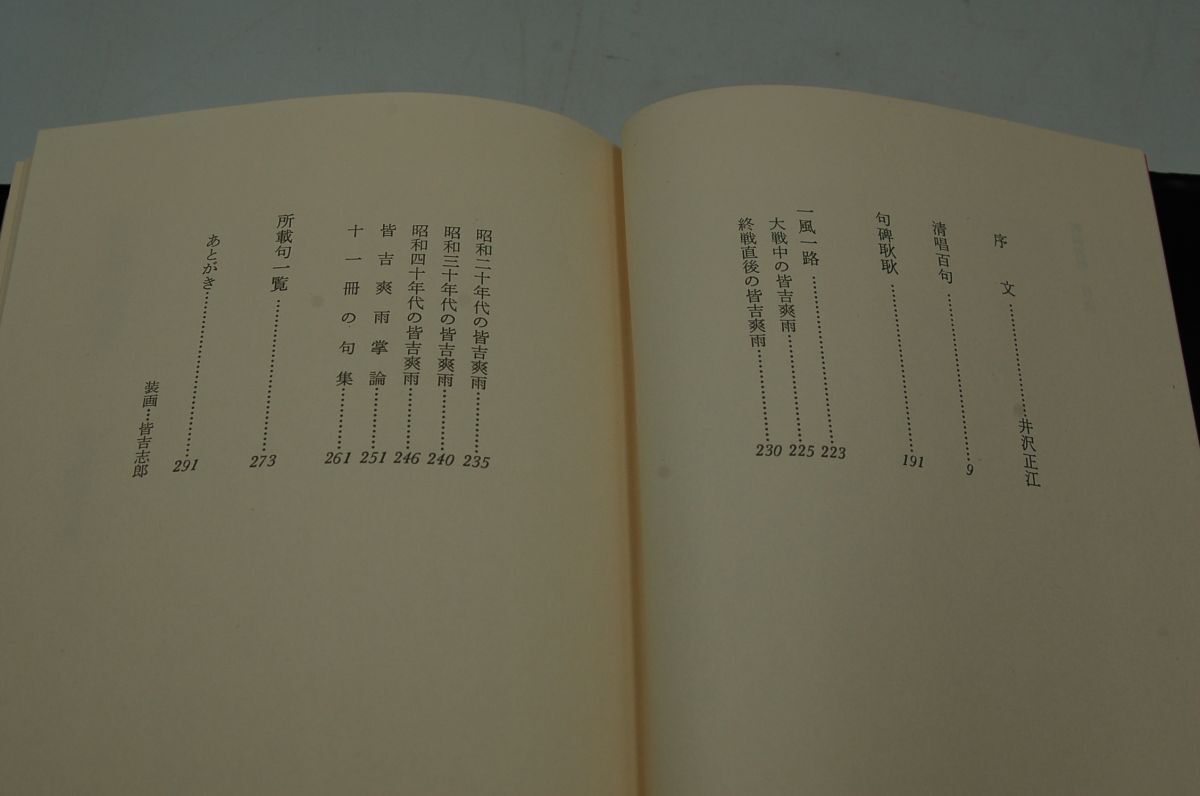 序文………井沢正江
清唱百句………9
句碑耿耿………191
一風一路………223
大戦中の皆吉爽雨………225
終戦直後の皆吉爽雨………230
昭和二十年代の皆吉爽雨………235
昭和三十年代の皆吉爽雨………240
昭和四十年代の皆吉爽雨………246
皆吉爽雨掌論………251
十一冊の句集………261
所載句一覧………273
あとがき………291
装画…皆吉志郎